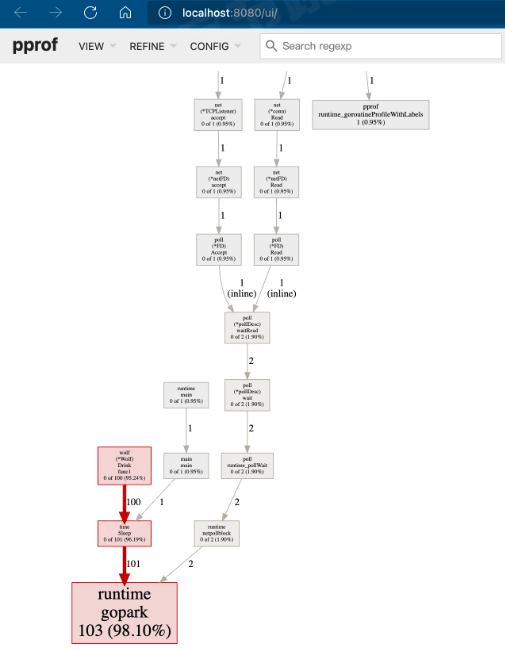 localhost:8080/ui/
pprof
VIEW
REFINE
CONFIG
Search regexp
1
1
1
net
(*TCPListener)
accept
0 of 1 (0.95%)
net
(*conn)
Read
0 of 1 (0.95%)
pprof
runtime_goroutineProfileWithLabels
1 (0.95%)
1
1
net
(*netFD)
accept
0 of 1 (0.95%)
net
(*netFD)
Read
0 of 1 (0.95%)
1
1
poll
(*FD)
Accept
0 of 1 (0.95%)
poll
(*FD)
Read
0 of 1 (0.95%)
1
(inline)
1
(inline)
poll
(*pollDesc)
waitRead
0 of 2 (1.90%)
2
runtime
main
0 of 1 (0.95%)
poll
(*pollDesc)
wait
0 of 2 (1.90%)
1
2
wolf
(*Wolf)
Drink
func1
0 of 100 (95.24%)
main
main
0 of 1 (0.95%)
poll
runtime_pollWait
0 of 2 (1.90%)
100
1
2
time
Sleep
0 of 101 (96.19%)
runtime
netpollblock
0 of 2 (1.90%)
101
2
runtime
gopark
103 (98.10%)